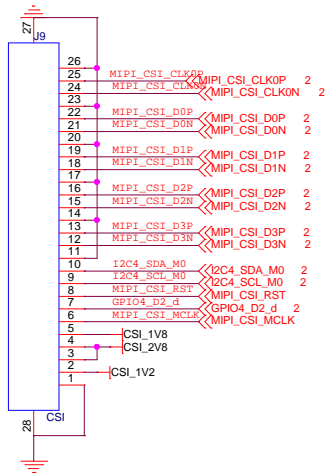 27
J9
26
25 MIPI_CSI_CLK0P MIPI_CSI_CLK0P 2
24 MIPI_CSI_CLK0N MIPI_CSI_CLK0N 2
23
22 MIPI_CSI_D0P MIPI_CSI_D0P 2
21 MIPI_CSI_D0N MIPI_CSI_D0N 2
20
19 MIPI_CSI_D1P MIPI_CSI_D1P 2
18 MIPI_CSI_D1N MIPI_CSI_D1N 2
17
16 MIPI_CSI_D2P MIPI_CSI_D2P 2
15 MIPI_CSI_D2N MIPI_CSI_D2N 2
14
13 MIPI_CSI_D3P MIPI_CSI_D3P 2
12 MIPI_CSI_D3N MIPI_CSI_D3N 2
11
10 I2C4_SDA_M0 I2C4_SDA_M0 2
9 I2C4_SCL_M0 I2C4_SCL_M0 2
8 MIPI_CSI_RST MIPI_CSI_RST
7 GPIO4_D2_d GPIO4_D2_d 2
6 MIPI_CSI_MCLK MIPI_CSI_MCLK
5 CSI_1V8
4 CSI_2V8
3
2 CSI_1V2
1
CSI
28